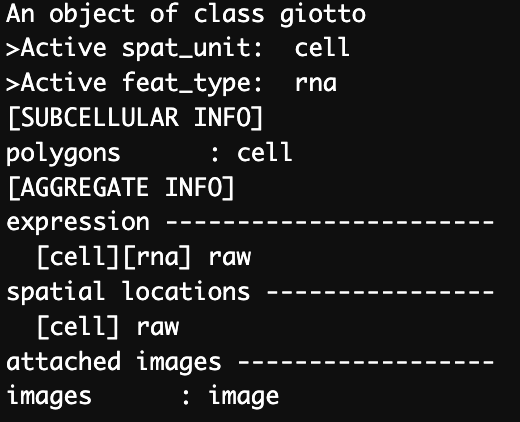 An object of class giotto
>Active spat_unit:  cell
>Active feat_type:  rna
[SUBCELLULAR INFO]
polygons      : cell
[AGGREGATE INFO]
expression -----------------------
  [cell][rna] raw
spatial locations ----------------
  [cell] raw
attached images ------------------
images      : image